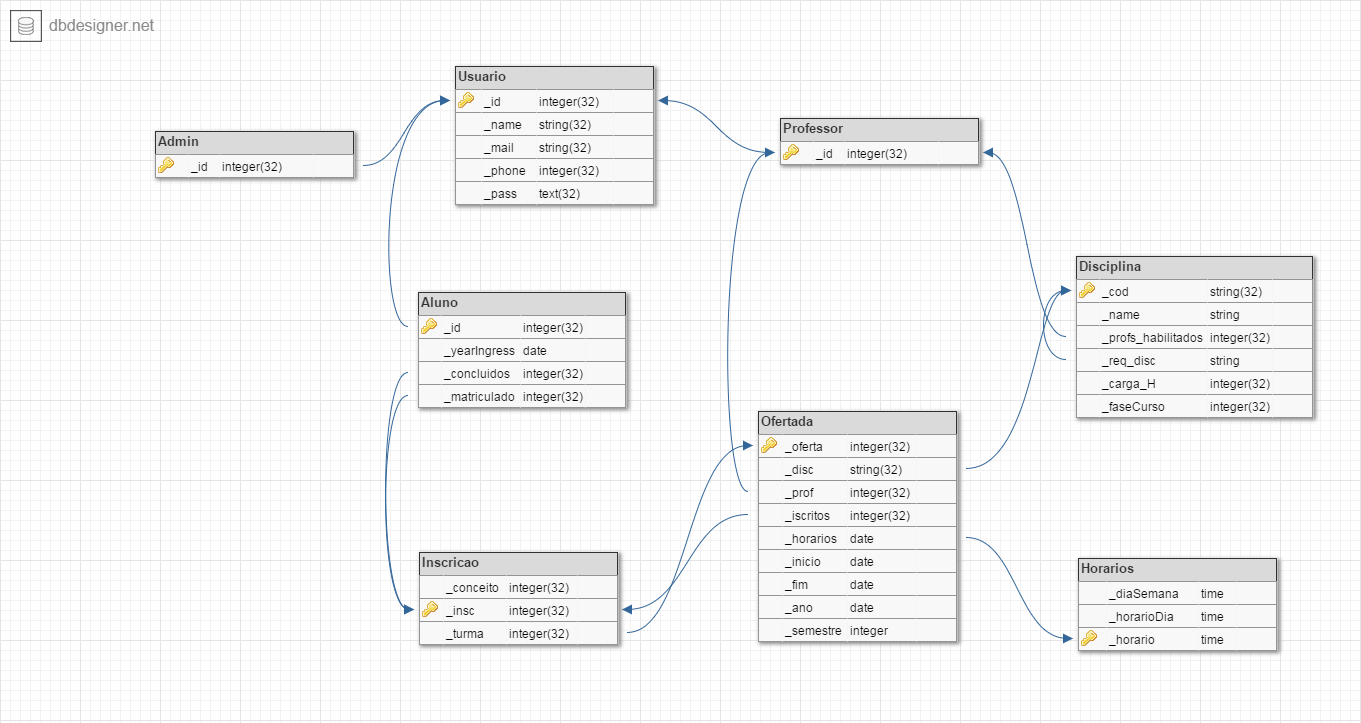 dbdesigner.net
Usuario
_id integer(32)
_name string(32)
_mail string(32)
_phone integer(32)
_pass text(32)
Admin
_id integer(32)
Professor
_id integer(32)
Disciplina
_cod string(32)
_name string
_profs_habilitados integer(32)
_req_disc string
_carga_H integer(32)
_faseCurso integer(32)
Aluno
_id integer(32)
_yearIngress date
_concluidos integer(32)
_matriculado integer(32)
Ofertada
_oferta integer(32)
_disc string(32)
_prof integer(32)
_iscritos integer(32)
_horarios date
_inicio date
_fim date
_ano date
_semestre integer
Inscricao
_conceito integer(32)
_insc integer(32)
_turma integer(32)
Horarios
_diaSemana time
_horarioDia time
_horario time